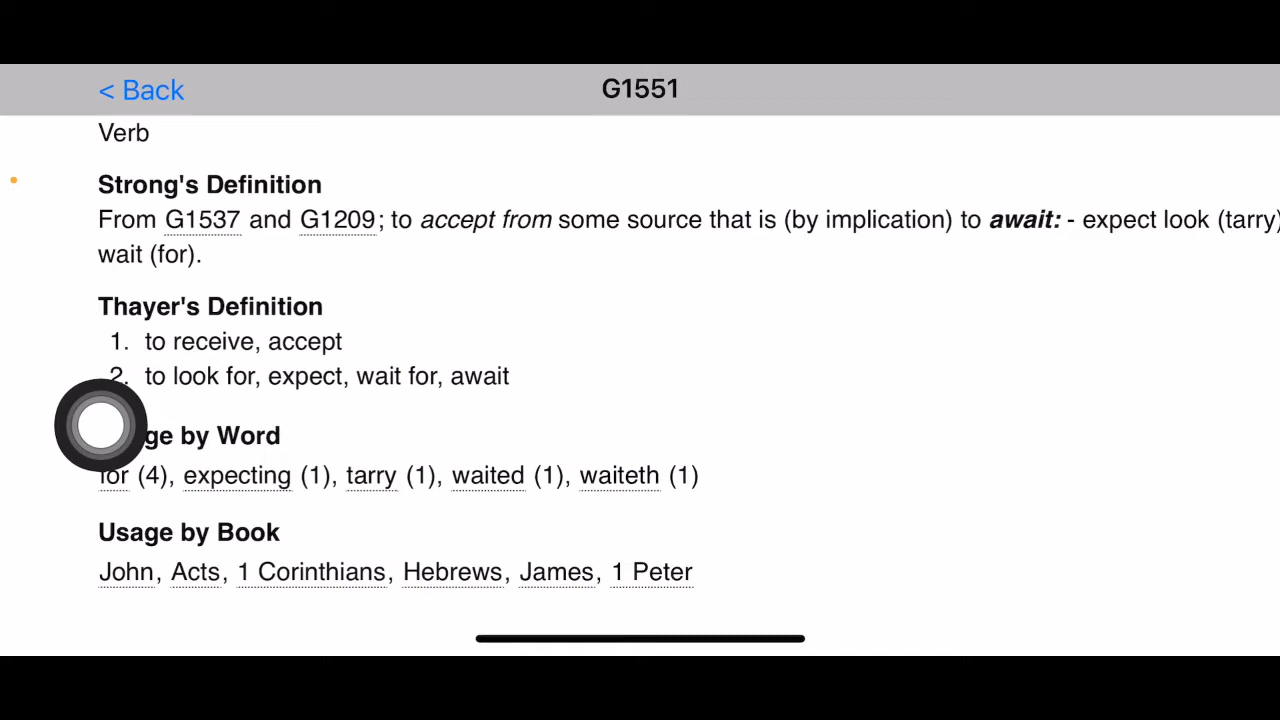 < Back
G1551
Verb
Strong's Definition
From G1537 and G1209; to accept from some source that is (by implication) to await: - expect look (tarry)
wait (for).
Thayer's Definition
1. to receive, accept
2. to look for, expect, wait for, await
by Word
for (4), expecting (1), tarry (1), waited (1), waiteth (1)
Usage by Book
John, Acts, 1 Corinthians, Hebrews, James, 1 Peter